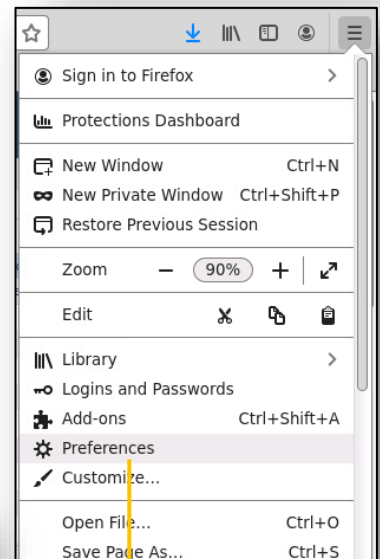 Sign in to Firefox
Protections Dashboard
New Window Ctrl+N
New Private Window Ctrl+Shift+P
Restore Previous Session
Zoom − 90% +
Edit
Library
Logins and Passwords
Add-ons Ctrl+Shift+A
Preferences
Customize...
Open File... Ctrl+O
Save Page As... Ctrl+S